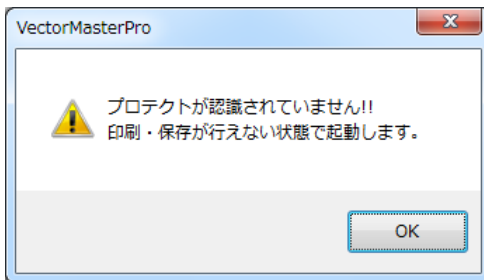 VectorMasterPro
プロテクトが認識されていません!!
印刷・保存が行えない状態で起動します。
OK